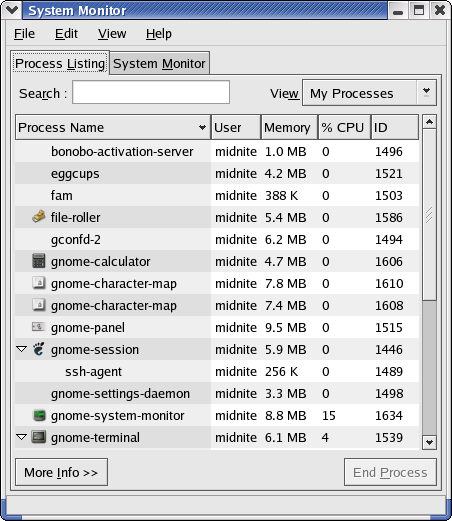 System Monitor
File Edit View Help
Process Listing System Monitor
Search : View My Processes
Process Name User Memory % CPU ID
bonobo-activation-server midnite 1.0 MB 0 1496
eggcups midnite 4.2 MB 0 1521
fam midnite 388 K 0 1503
file-roller midnite 5.4 MB 0 1586
gconfd-2 midnite 6.2 MB 0 1494
gnome-calculator midnite 4.7 MB 0 1606
gnome-character-map midnite 7.8 MB 0 1610
gnome-character-map midnite 7.4 MB 0 1608
gnome-panel midnite 9.5 MB 0 1515
gnome-session midnite 5.9 MB 0 1446
ssh-agent midnite 256 K 0 1489
gnome-settings-daemon midnite 3.3 MB 0 1498
gnome-system-monitor midnite 8.8 MB 15 1634
gnome-terminal midnite 6.1 MB 4 1539
More Info >> End Process